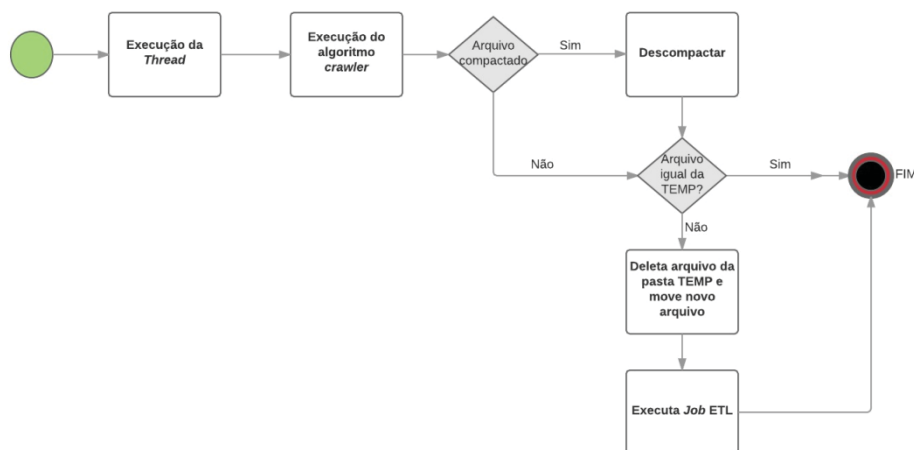 Execução da
Thread
Execução do
algoritmo
crawler
Arquivo
compactado
Sim
Descompactar
Não
Arquivo
igual da
TEMP?
Sim
FIM
Não
Deleta arquivo da
pasta TEMP e
move novo
arquivo
Executa Job ETL